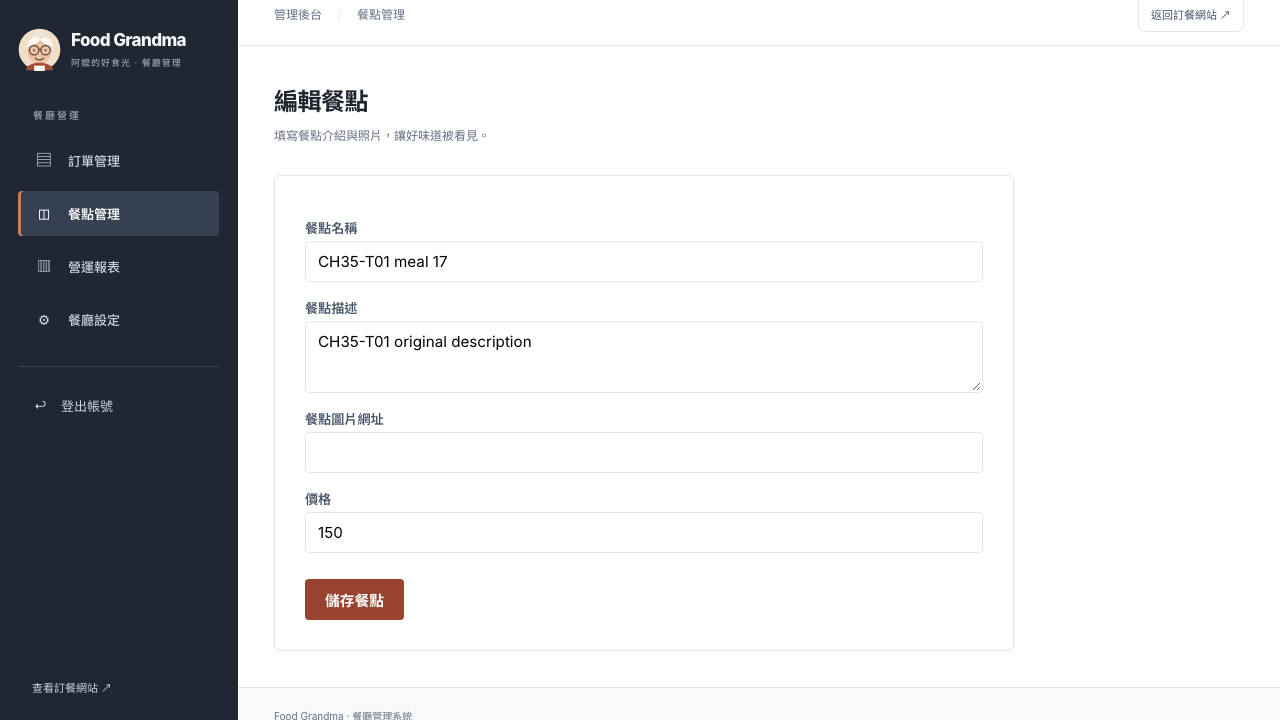 Food Grandma
阿嬤的好食光 · 餐廳管理
餐廳營運
訂單管理
餐點管理
營運報表
餐廳設定
登出帳號
查看訂餐網站 ↗
管理後台 / 餐點管理
返回訂餐網站 ↗
編輯餐點
填寫餐點介紹與照片，讓好味道被看見。
餐點名稱
CH35-T01 meal 17
餐點描述
CH35-T01 original description
餐點圖片網址
價格
150
儲存餐點
Food Grandma · 餐廳管理系統